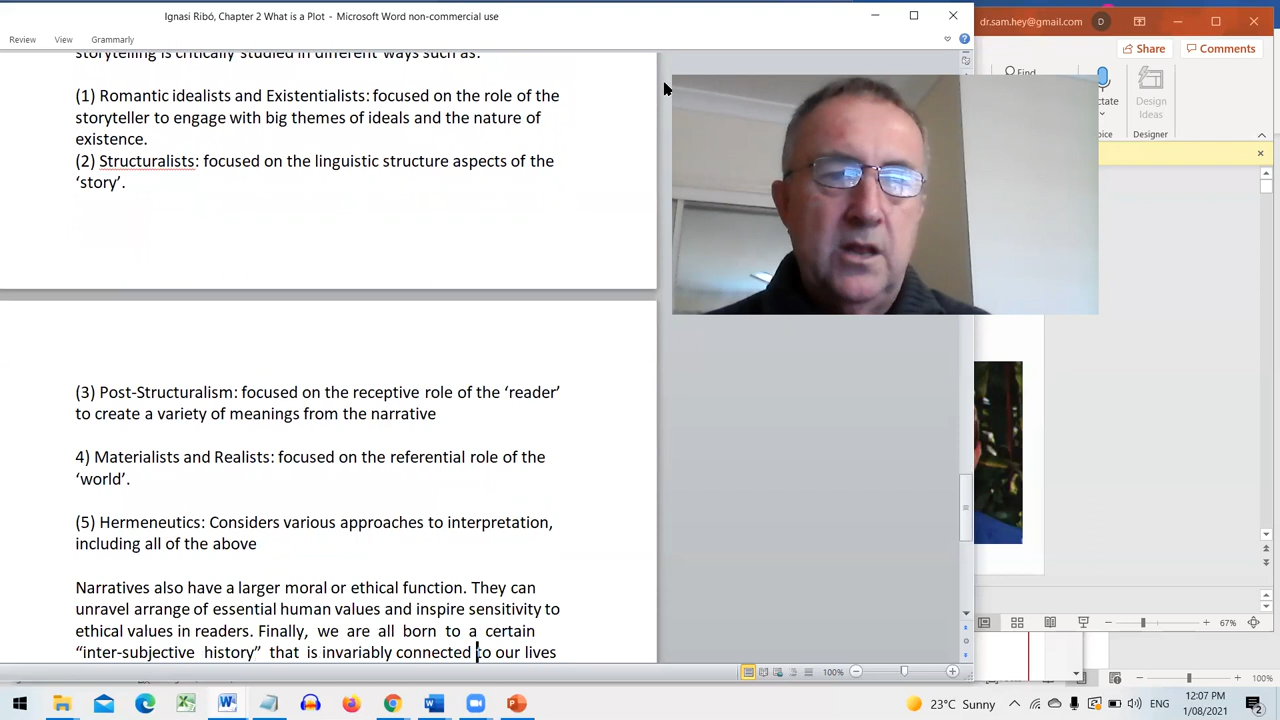 Ignasi Ribó, Chapter 2 What is a Plot - Microsoft Word non-commercial use
dr.sam.hey@gmail.com D
Review View Grammarly
Share Comments
Find
ctate
Design
Ideas
oice Designer
storytelling is critically studied in different ways such as:
(1) Romantic idealists and Existentialists: focused on the role of the
storyteller to engage with big themes of ideals and the nature of
existence.
(2) Structuralists: focused on the linguistic structure aspects of the
‘story’.
(3) Post-Structuralism: focused on the receptive role of the ‘reader’
to create a variety of meanings from the narrative
4) Materialists and Realists: focused on the referential role of the
‘world’.
(5) Hermeneutics: Considers various approaches to interpretation,
including all of the above
Narratives also have a larger moral or ethical function. They can
unravel arrange of essential human values and inspire sensitivity to
ethical values in readers. Finally, we are all born to a certain
“inter-subjective history” that is invariably connected to our lives
67%
100%
100%
23°C Sunny
12:07 PM
1/08/2021
2